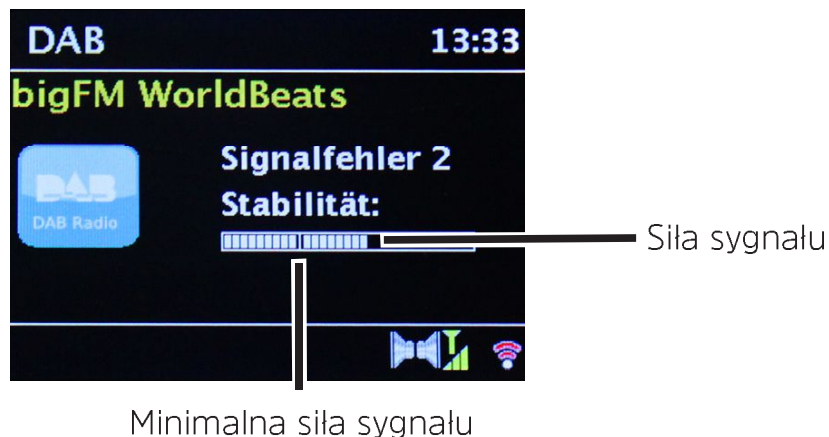 DAB 13:33
bigFM WorldBeats
Signalfehler 2
Stabilität:
DAB
DAB Radio
Siła sygnału
Minimalna siła sygnału